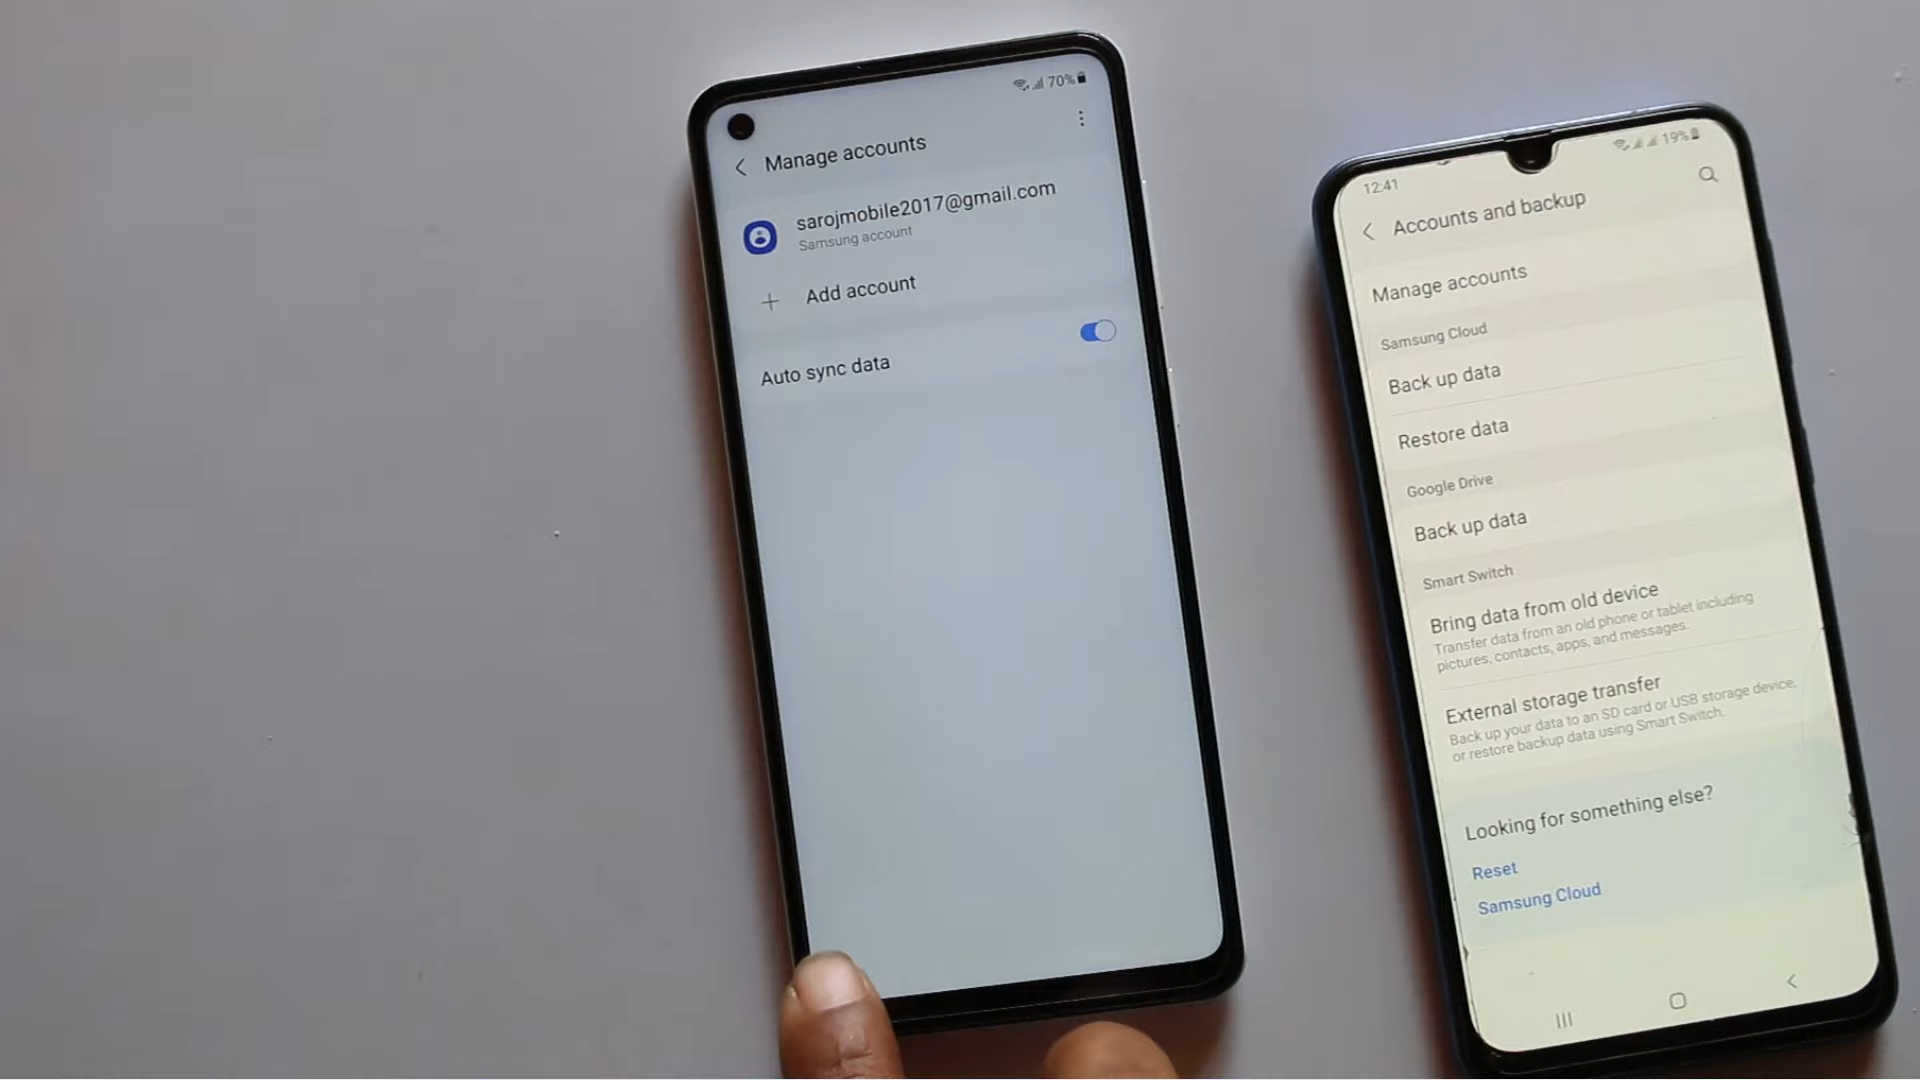 70%
Manage accounts
sarojmobile2017@gmail.com
Samsung account
Add account
Auto sync data
12:41
19%
Accounts and backup
Manage accounts
Samsung Cloud
Back up data
Restore data
Google Drive
Back up data
Smart Switch
Bring data from old device
Transfer data from an old phone or tablet including
pictures, contacts, apps, and messages.
External storage transfer
Back up your data to an SD card or USB storage device,
or restore backup data using Smart Switch.
Looking for something else?
Reset
Samsung Cloud